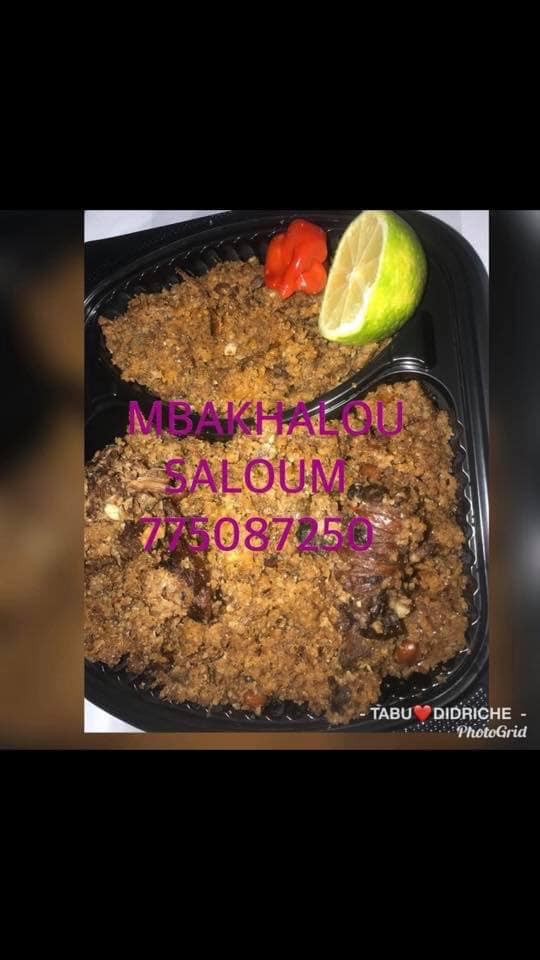 MBAKHALOU
SALOUM
775087250
- TABU❤️DIDRICHE -
PhotoGrid